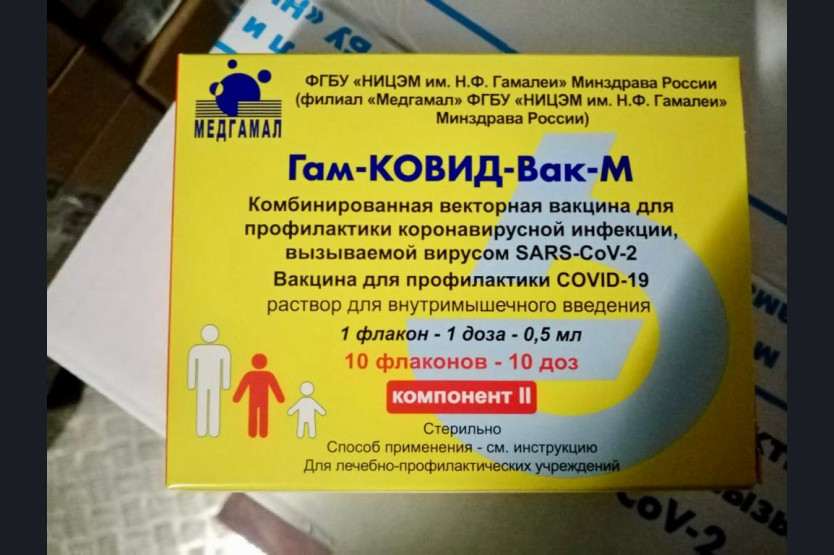 МЕДГАМАЛ
ФГБУ «НИЦЭМ им. Н.Ф. Гамалеи» Минздрава России
(филиал «Медгамал» ФГБУ «НИЦЭМ им. Н.Ф. Гамалеи»
Минздрава России)
Гам-КОВИД-Вак-М
Комбинированная векторная вакцина для
профилактики коронавирусной инфекции,
вызываемой вирусом SARS-CoV-2
Вакцина для профилактики COVID-19
раствор для внутримышечного введения
1 флакон - 1 доза - 0,5 мл
10 флаконов - 10 доз
компонент II
Стерильно
Способ применения - см. инструкцию
Для лечебно-профилактических учреждений
CoV-2